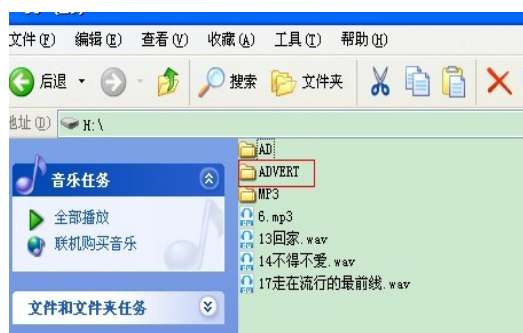 文件(F) 编辑(E) 查看(V) 收藏(A) 工具(T) 帮助(H)
后退 搜索 文件夹
地址(D) H:\
AD
音乐任务
ADVERT
MP3
全部播放
6.mp3
联机购买音乐
13回家.wav
14不得不爱.wav
17走在流行的最前线.wav
文件和文件夹任务